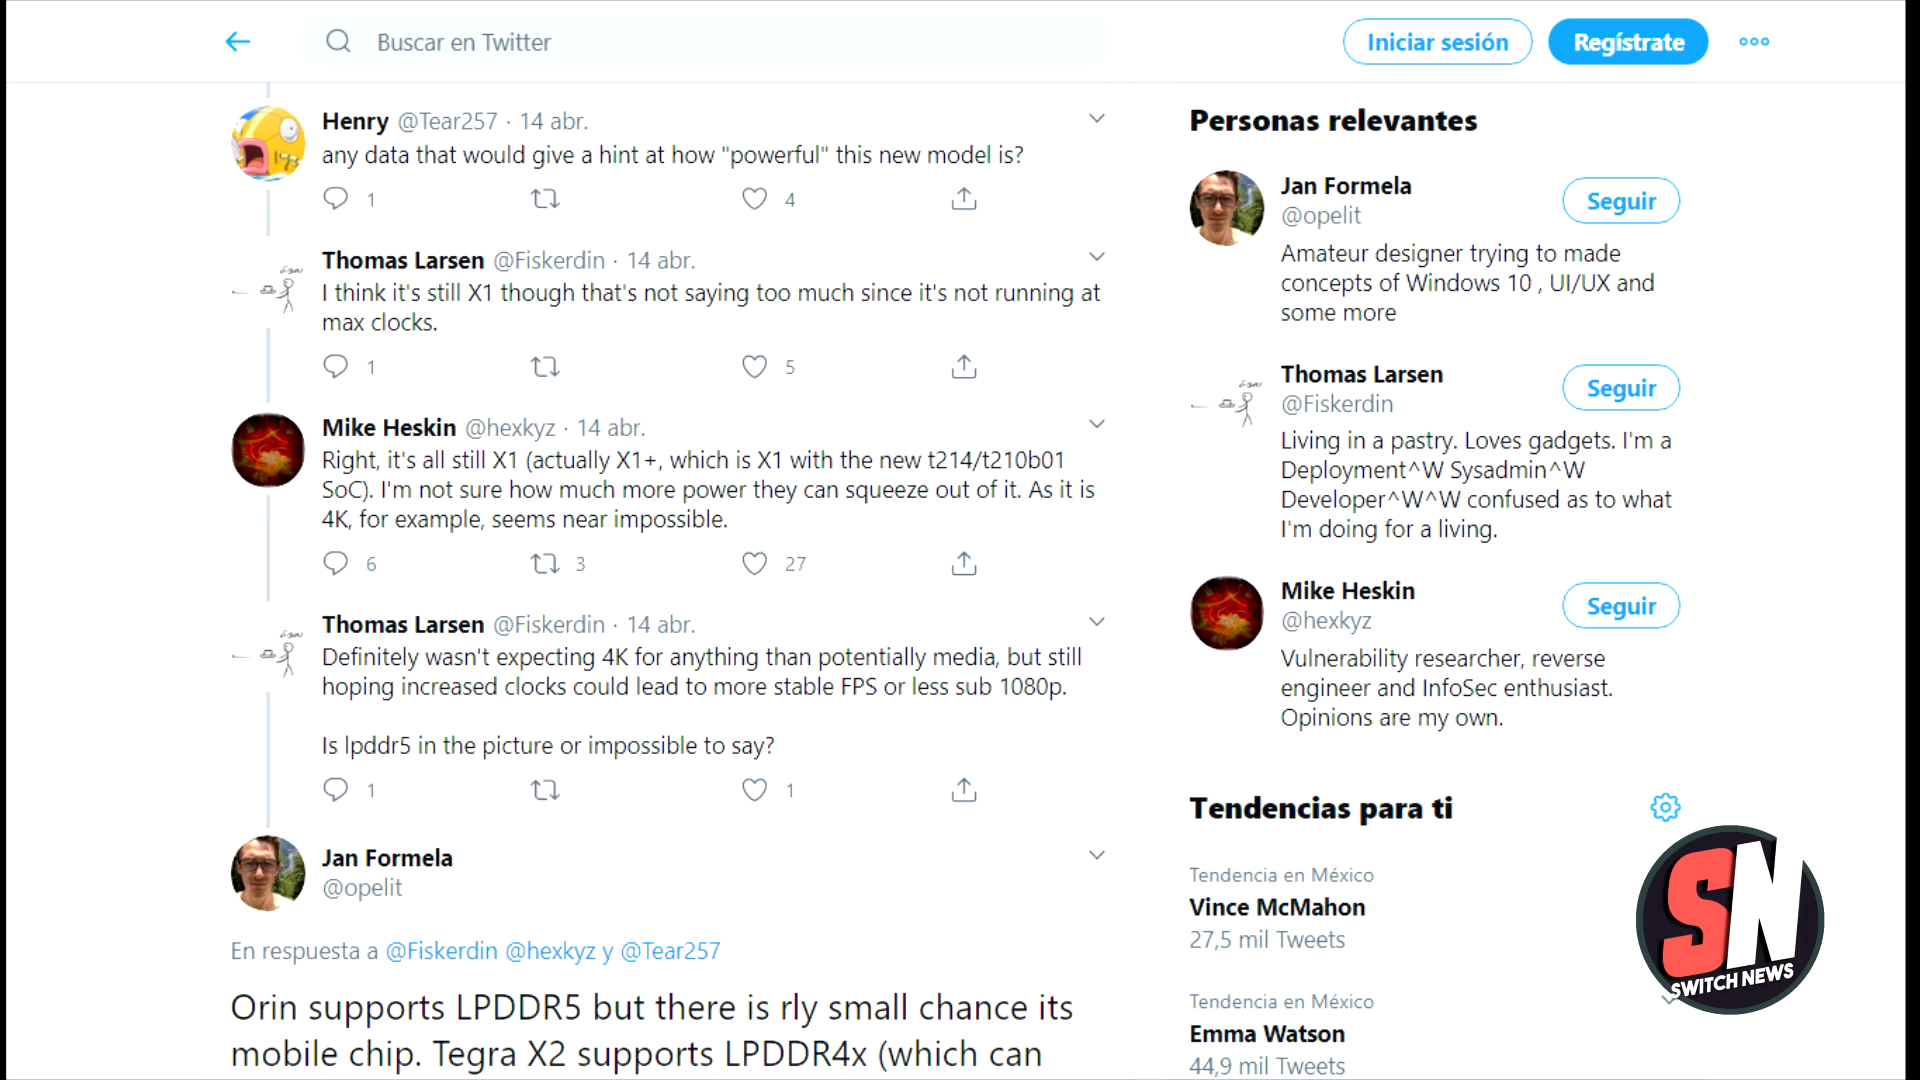 Buscar en Twitter
Iniciar sesión
Regístrate
Henry @Tear257 · 14 abr.
any data that would give a hint at how "powerful" this new model is?
1
4
Thomas Larsen @Fiskerdin · 14 abr.
I think it's still X1 though that's not saying too much since it's not running at
max clocks.
1
5
Mike Heskin @hexkyz · 14 abr.
Right, it's all still X1 (actually X1+, which is X1 with the new t214/t210b01
SoC). I'm not sure how much more power they can squeeze out of it. As it is
4K, for example, seems near impossible.
6
3
27
Thomas Larsen @Fiskerdin · 14 abr.
Definitely wasn't expecting 4K for anything than potentially media, but still
hoping increased clocks could lead to more stable FPS or less sub 1080p.
Is lpddr5 in the picture or impossible to say?
1
1
Jan Formela
@opelit
En respuesta a @Fiskerdin @hexkyz y @Tear257
Orin supports LPDDR5 but there is rly small chance its
mobile chip. Tegra X2 supports LPDDR4x (which can
Personas relevantes
Jan Formela
@opelit
Seguir
Amateur designer trying to made
concepts of Windows 10 , UI/UX and
some more
Thomas Larsen
@Fiskerdin
Seguir
Living in a pastry. Loves gadgets. I'm a
Deployment^W Sysadmin^W
Developer^W^W confused as to what
I'm doing for a living.
Mike Heskin
@hexkyz
Seguir
Vulnerability researcher, reverse
engineer and InfoSec enthusiast.
Opinions are my own.
Tendencias para ti
Tendencia en México
Vince McMahon
27,5 mil Tweets
Tendencia en México
Emma Watson
44,9 mil Tweets
SN
SWITCH NEWS